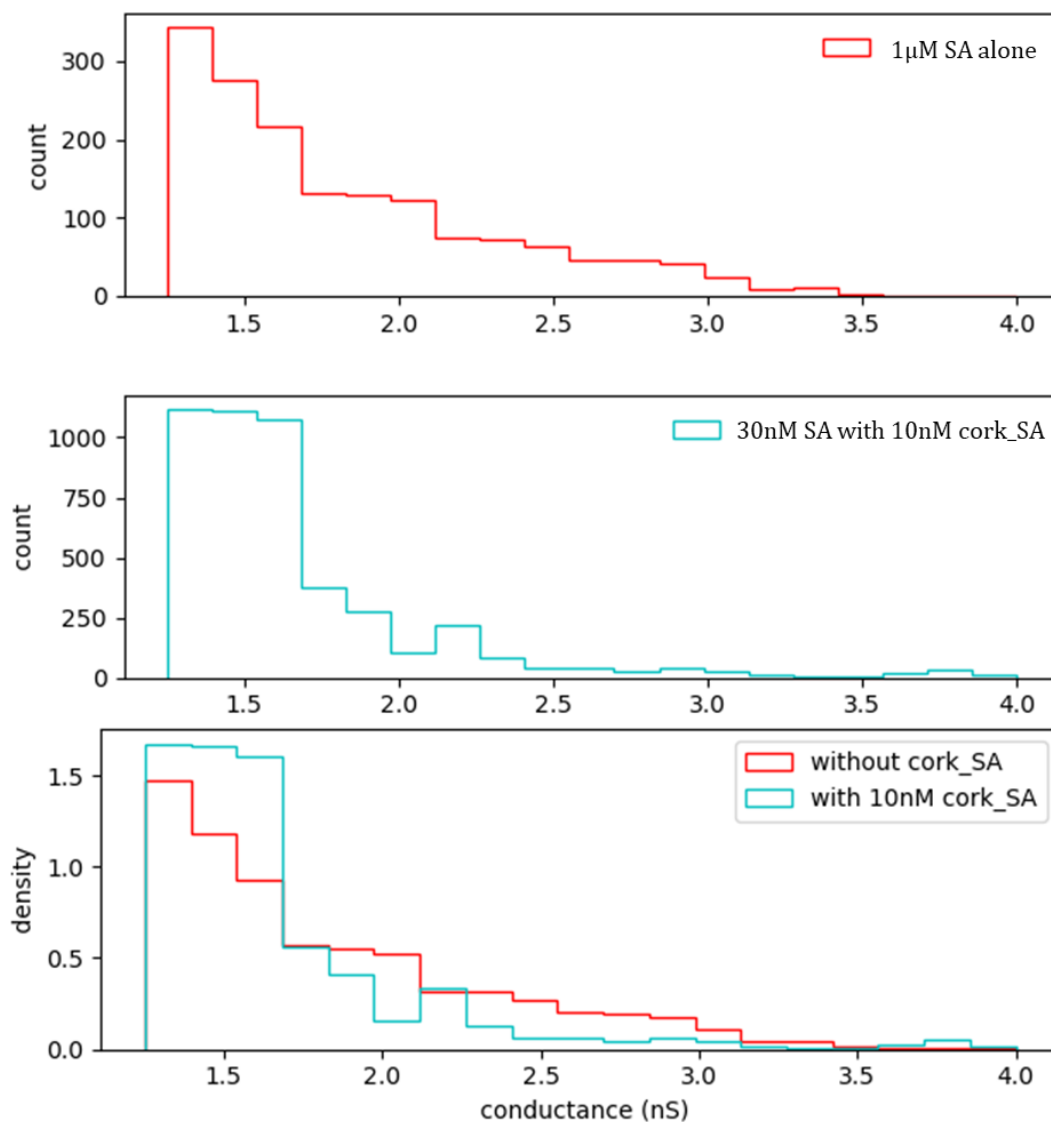 300
200
100
0
count
1μM SA alone
1.5 2.0 2.5 3.0 3.5 4.0
1000
750
500
250
0
count
30nM SA with 10nM cork_SA
1.5 2.0 2.5 3.0 3.5 4.0
1.5
1.0
0.5
0.0
density
without cork_SA
with 10nM cork_SA
1.5 2.0 2.5 3.0 3.5 4.0
conductance (nS)